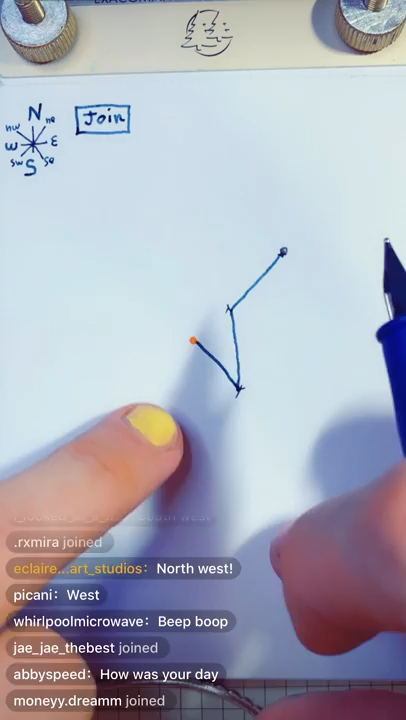 N
nw
ne
W
E
sw
S
se
Join
.rxmira joined
eclaire...art_studios: North west!
picani: West
whirlpoolmicrowave: Beep boop
jae_jae_thebest joined
abbyspeed: How was your day
moneyy.dreamm joined